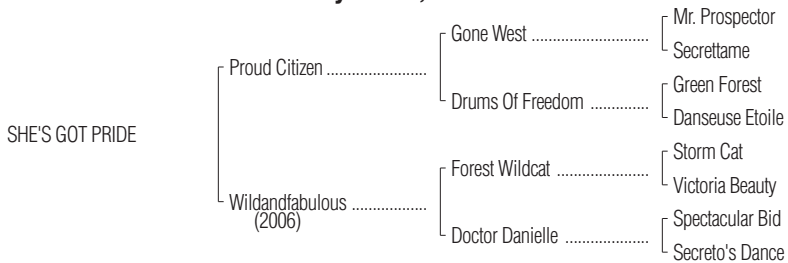 Mr. Prospector
Gone West
Secrettame
Proud Citizen
Green Forest
Drums Of Freedom
Danseuse Etoile
SHE'S GOT PRIDE
Storm Cat
Forest Wildcat
Victoria Beauty
Wildandfabulous
(2006)
Spectacular Bid
Doctor Danielle
Secreto's Dance